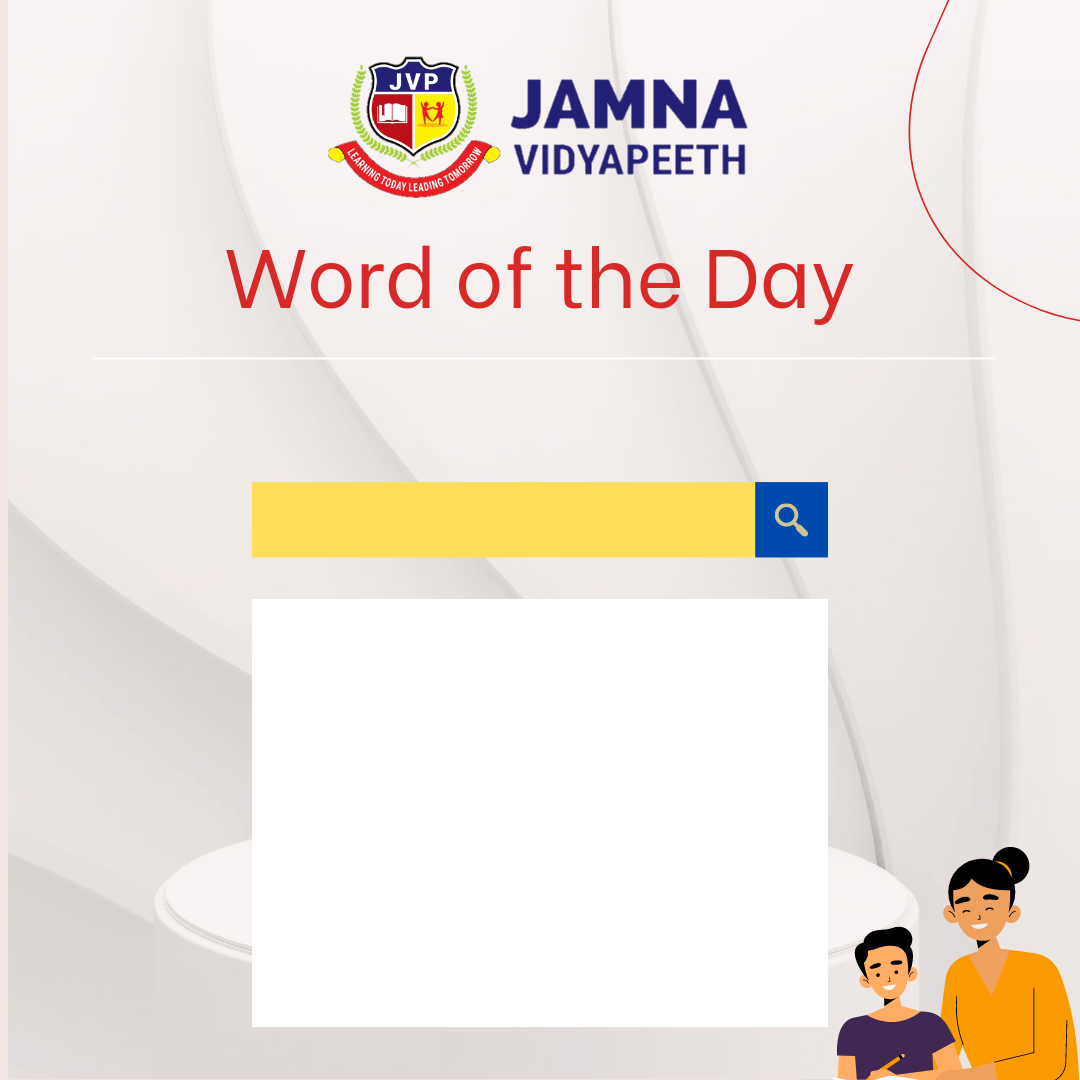 JVP
LEARNING TODAY LEADING TOMORROW
JAMNA
VIDYAPEETH
Word of the Day